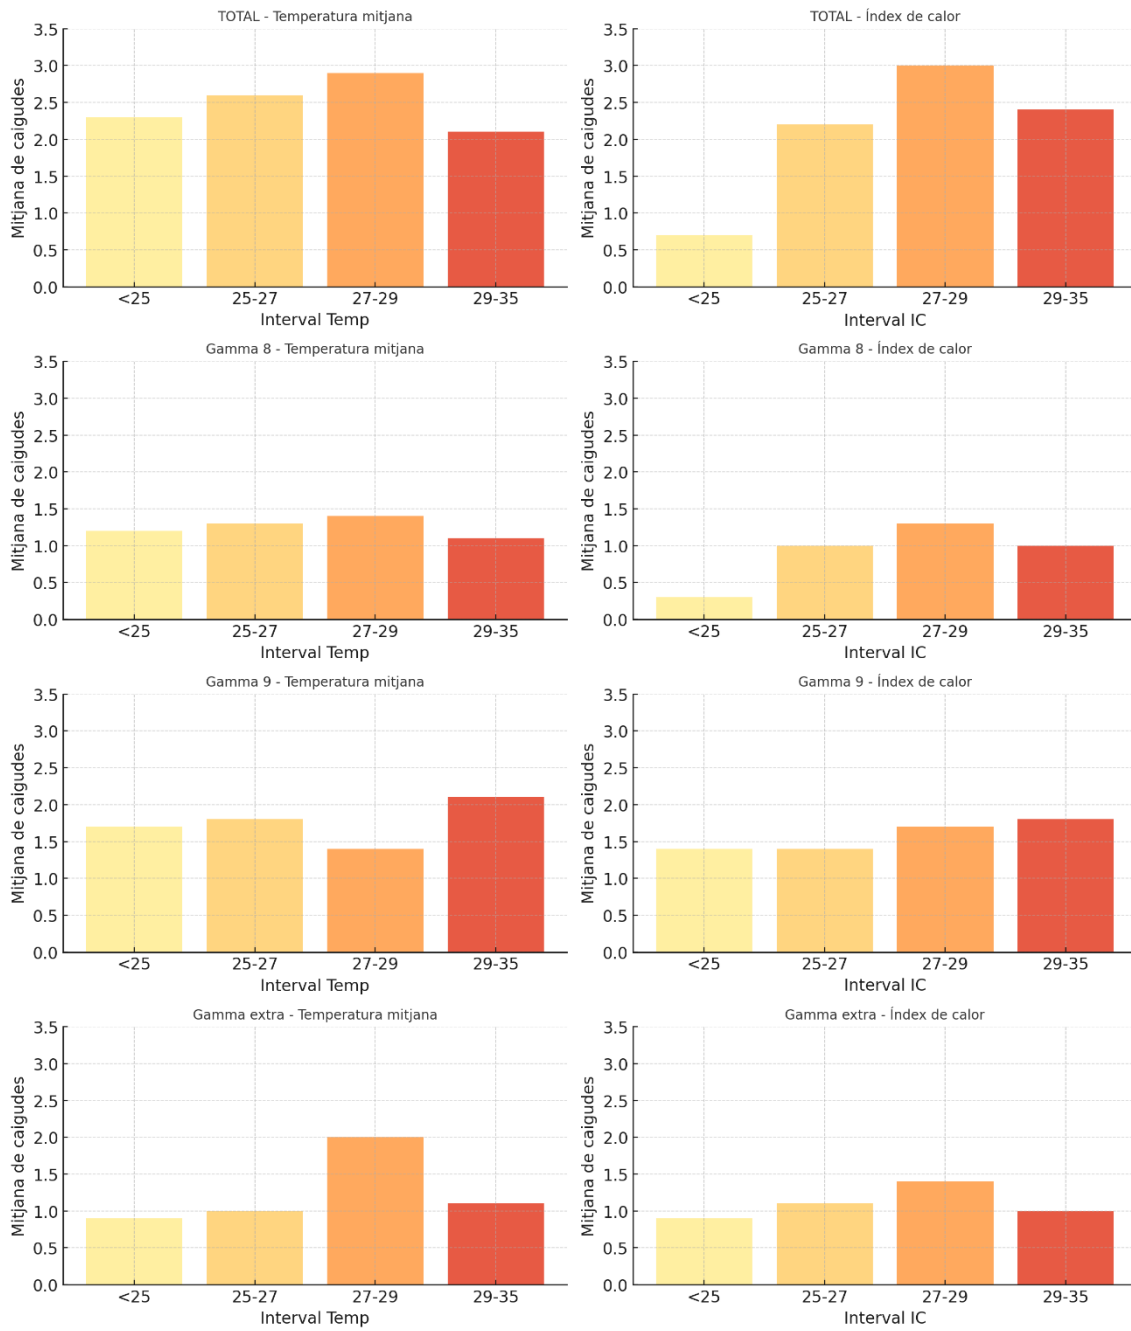 TOTAL - Temperatura mitjana
3.5
3.0
2.5
2.0
1.5
1.0
0.5
0.0
Mitjana de caigudes
<25 25-27 27-29 29-35
Interval Temp
TOTAL - Índex de calor
3.5
3.0
2.5
2.0
1.5
1.0
0.5
0.0
Mitjana de caigudes
<25 25-27 27-29 29-35
Interval IC
Gamma 8 - Temperatura mitjana
3.5
3.0
2.5
2.0
1.5
1.0
0.5
0.0
Mitjana de caigudes
<25 25-27 27-29 29-35
Interval Temp
Gamma 8 - Índex de calor
3.5
3.0
2.5
2.0
1.5
1.0
0.5
0.0
Mitjana de caigudes
<25 25-27 27-29 29-35
Interval IC
Gamma 9 - Temperatura mitjana
3.5
3.0
2.5
2.0
1.5
1.0
0.5
0.0
Mitjana de caigudes
<25 25-27 27-29 29-35
Interval Temp
Gamma 9 - Índex de calor
3.5
3.0
2.5
2.0
1.5
1.0
0.5
0.0
Mitjana de caigudes
<25 25-27 27-29 29-35
Interval IC
Gamma extra - Temperatura mitjana
3.5
3.0
2.5
2.0
1.5
1.0
0.5
0.0
Mitjana de caigudes
<25 25-27 27-29 29-35
Interval Temp
Gamma extra - Índex de calor
3.5
3.0
2.5
2.0
1.5
1.0
0.5
0.0
Mitjana de caigudes
<25 25-27 27-29 29-35
Interval IC